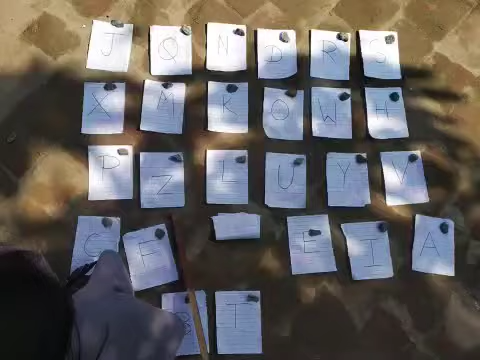 J Q N D R S
X M K O W H
P Z L U Y V
F E I A
T